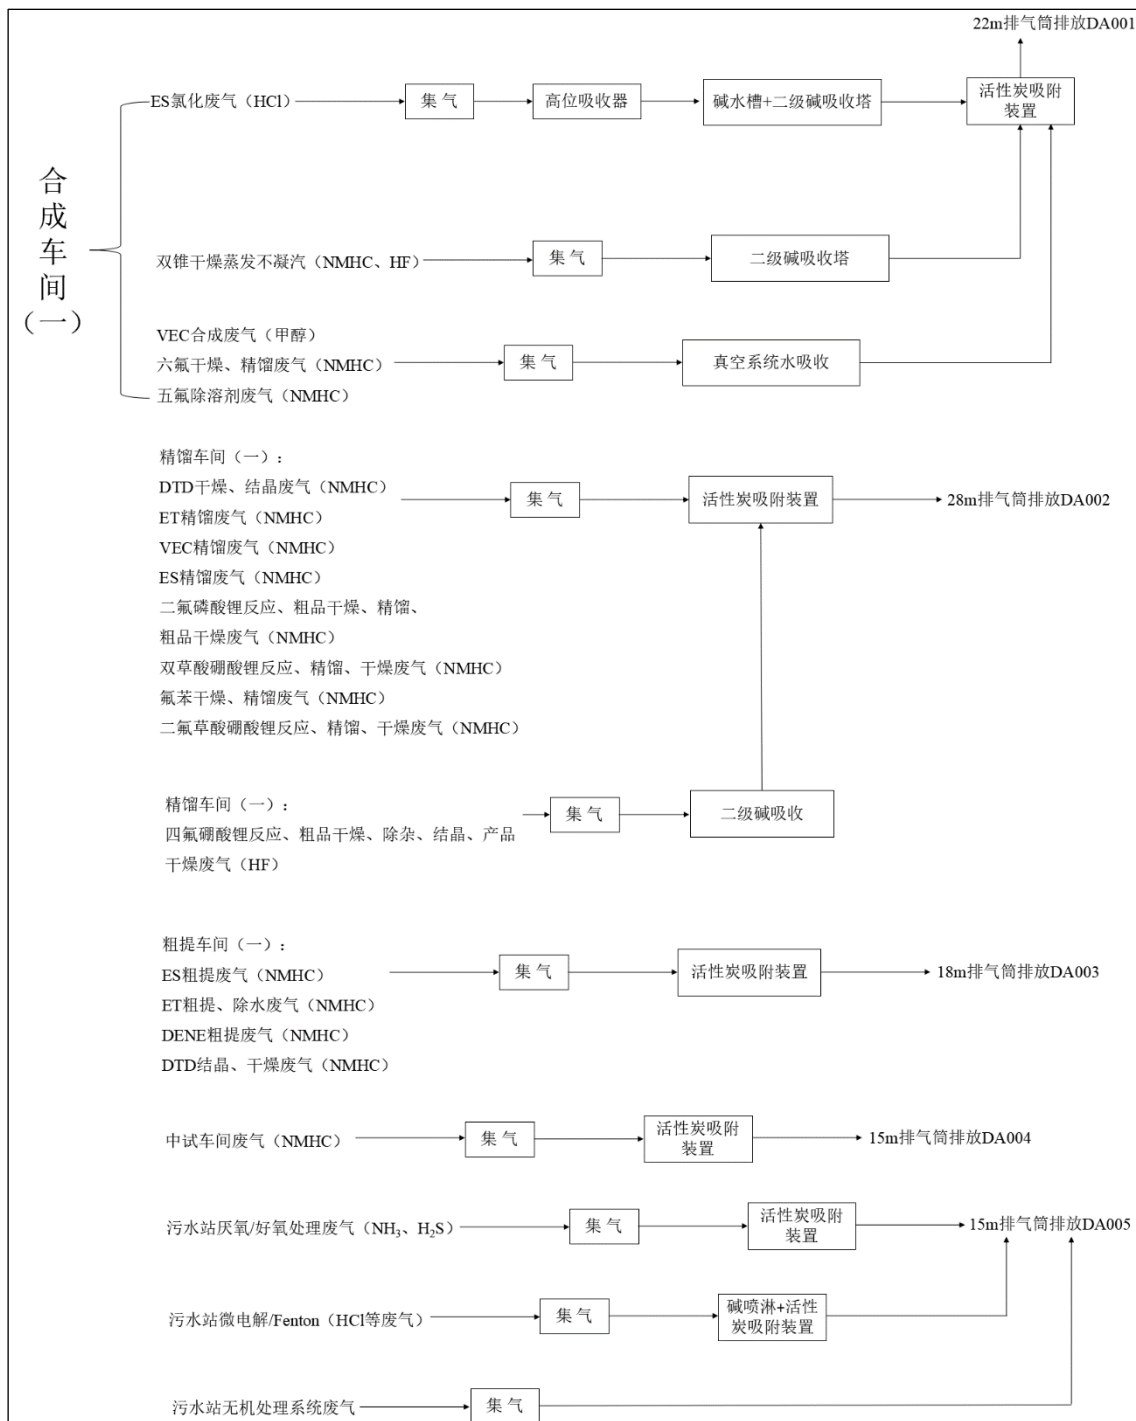 22m排气筒排放DA001
ES氯化废气（HCl）
集 气
高位吸收器
碱水槽+二级碱吸收塔
活性炭吸附
装置
合成车间（一）
双锥干燥蒸发不凝汽（NMHC、HF）
集 气
二级碱吸收塔
VEC合成废气（甲醇）
六氟干燥、精馏废气（NMHC）
集 气
真空系统水吸收
五氟除溶剂废气（NMHC）
精馏车间（一）：
DTD干燥、结晶废气（NMHC）
集 气
活性炭吸附装置
28m排气筒排放DA002
ET精馏废气（NMHC）
VEC精馏废气（NMHC）
ES精馏废气（NMHC）
二氟磷酸锂反应、粗品干燥、精馏、
粗品干燥废气（NMHC）
双草酸硼酸锂反应、精馏、干燥废气（NMHC）
氟苯干燥、精馏废气（NMHC）
二氟草酸硼酸锂反应、精馏、干燥废气（NMHC）
精馏车间（一）：
集 气
二级碱吸收
四氟硼酸锂反应、粗品干燥、除杂、结晶、产品
干燥废气（HF）
粗提车间（一）：
ES粗提废气（NMHC）
集 气
活性炭吸附装置
18m排气筒排放DA003
ET粗提、除水废气（NMHC）
DENE粗提废气（NMHC）
DTD结晶、干燥废气（NMHC）
中试车间废气（NMHC）
集 气
活性炭吸附
装置
15m排气筒排放DA004
污水站厌氧/好氧处理废气（NH₃、H₂S）
集 气
活性炭吸附
装置
15m排气筒排放DA005
污水站微电解/Fenton（HCl等废气）
集 气
碱喷淋+活性
炭吸附装置
污水站无机处理系统废气
集 气